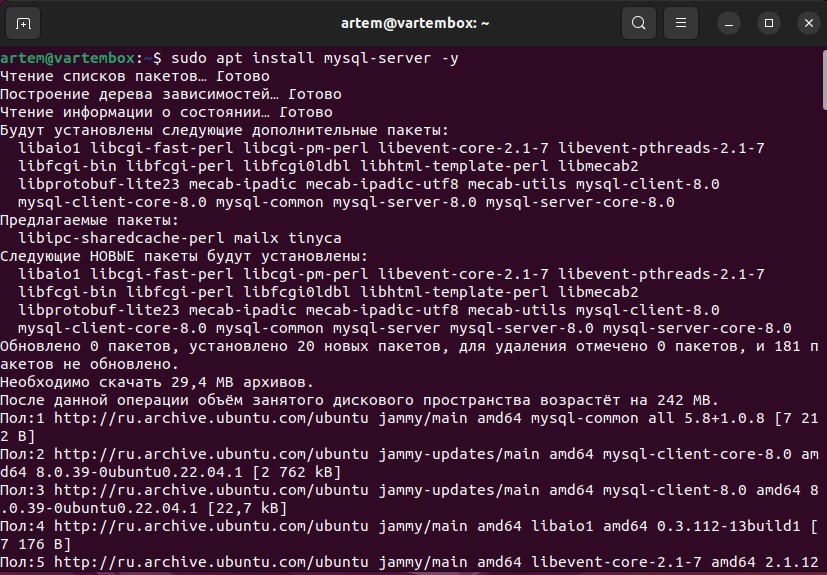 artem@vartembox: ~
artem@vartembox:~$ sudo apt install mysql-server -y
Чтение списков пакетов… Готово
Построение дерева зависимостей… Готово
Чтение информации о состоянии… Готово
Будут установлены следующие дополнительные пакеты:
  libaio1 libcgi-fast-perl libcgi-pm-perl libevent-core-2.1-7 libevent-pthreads-2.1-7
  libfcgi-bin libfcgi-perl libfcgi0ldbl libhtml-template-perl libmecab2
  libprotobuf-lite23 mecab-ipadic mecab-ipadic-utf8 mecab-utils mysql-client-8.0
  mysql-client-core-8.0 mysql-common mysql-server-8.0 mysql-server-core-8.0
Предлагаемые пакеты:
  libipc-sharedcache-perl mailx tinyca
Следующие НОВЫЕ пакеты будут установлены:
  libaio1 libcgi-fast-perl libcgi-pm-perl libevent-core-2.1-7 libevent-pthreads-2.1-7
  libfcgi-bin libfcgi-perl libfcgi0ldbl libhtml-template-perl libmecab2
  libprotobuf-lite23 mecab-ipadic mecab-ipadic-utf8 mecab-utils mysql-client-8.0
  mysql-client-core-8.0 mysql-common mysql-server mysql-server-8.0 mysql-server-core-8.0
Обновлено 0 пакетов, установлено 20 новых пакетов, для удаления отмечено 0 пакетов, и 181 п
акетов не обновлено.
Необходимо скачать 29,4 MB архивов.
После данной операции объём занятого дискового пространства возрастёт на 242 MB.
Пол:1 http://ru.archive.ubuntu.com/ubuntu jammy/main amd64 mysql-common all 5.8+1.0.8 [7 21
2 B]
Пол:2 http://ru.archive.ubuntu.com/ubuntu jammy-updates/main amd64 mysql-client-core-8.0 am
d64 8.0.39-0ubuntu0.22.04.1 [2 762 kB]
Пол:3 http://ru.archive.ubuntu.com/ubuntu jammy-updates/main amd64 mysql-client-8.0 amd64 8
.0.39-0ubuntu0.22.04.1 [22,7 kB]
Пол:4 http://ru.archive.ubuntu.com/ubuntu jammy/main amd64 libaio1 amd64 0.3.112-13build1 [
7 176 B]
Пол:5 http://ru.archive.ubuntu.com/ubuntu jammy/main amd64 libevent-core-2.1-7 amd64 2.1.12